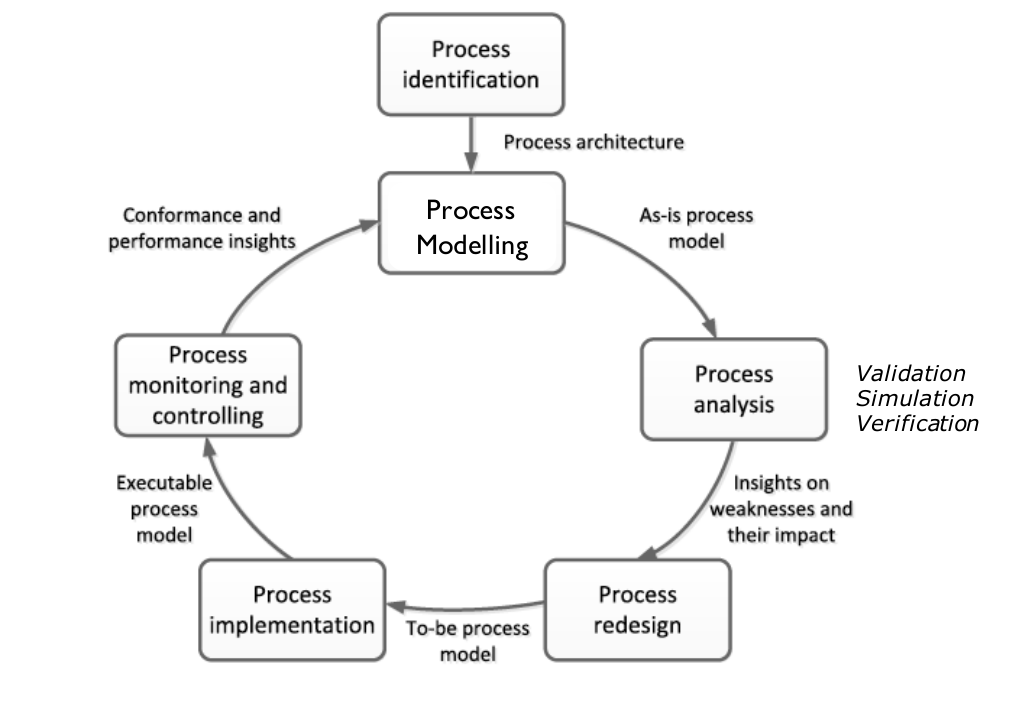 Process
identification
Process architecture
Process
Modelling
As-is process
model
Process
analysis
Validation
Simulation
Verification
Insights on
weaknesses and
their impact
Process
redesign
To-be process
model
Process
implementation
Executable
process
model
Process
monitoring and
controlling
Conformance and
performance insights